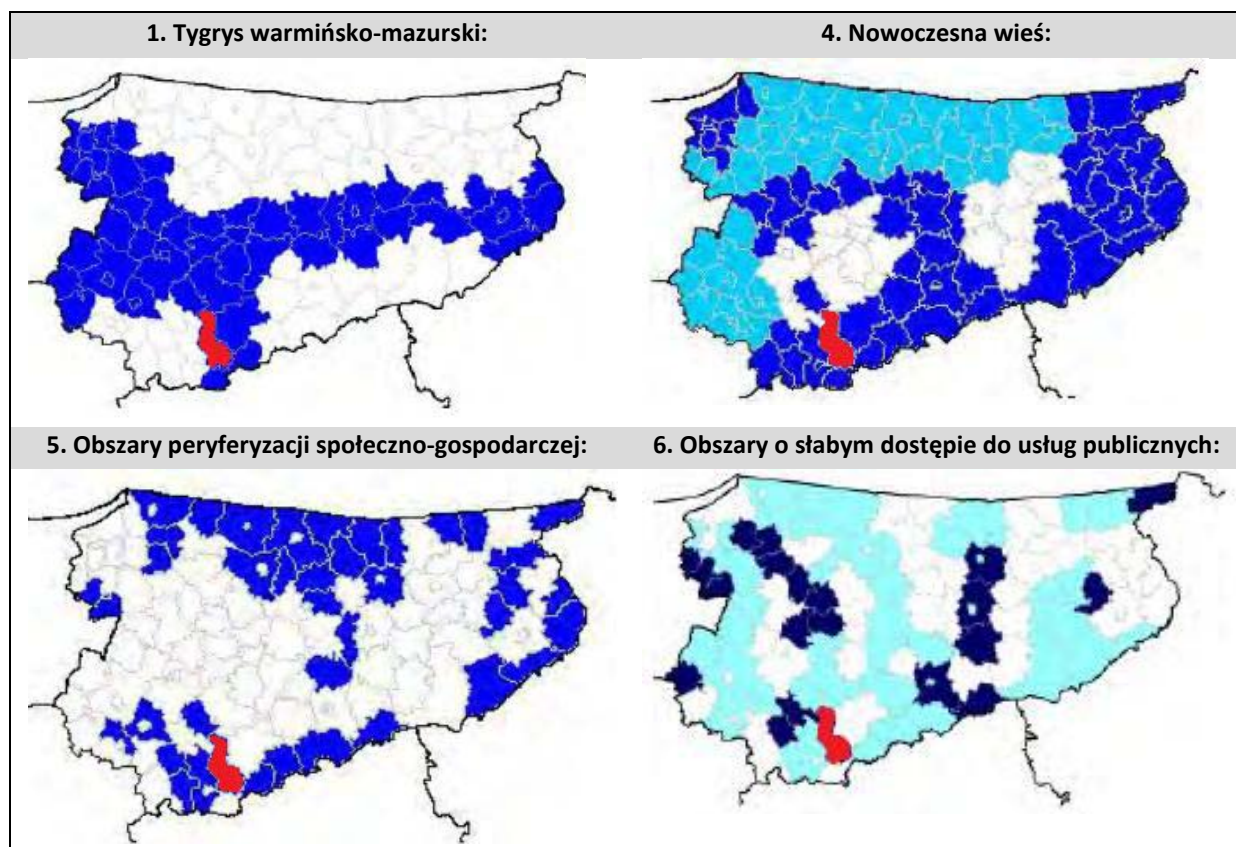 1. Tygrys warmińsko-mazurski:
4. Nowoczesna wieś:
5. Obszary peryferyzacji społeczno-gospodarczej:
6. Obszary o słabym dostępie do usług publicznych: